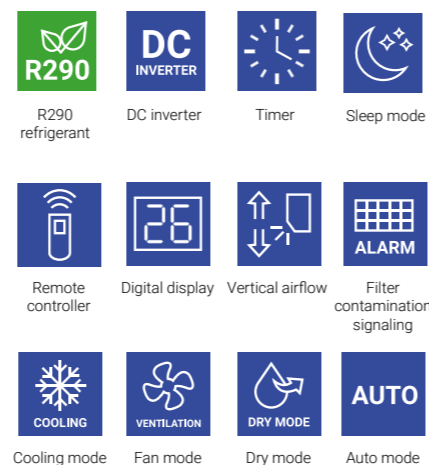 R290
DC
INVERTER
R290
refrigerant
DC inverter
Timer
Sleep mode
26
ALARM
Remote
controller
Digital display
Vertical airflow
Filter
contamination
signaling
COOLING
VENTILATION
DRY MODE
AUTO
Cooling mode
Fan mode
Dry mode
Auto mode